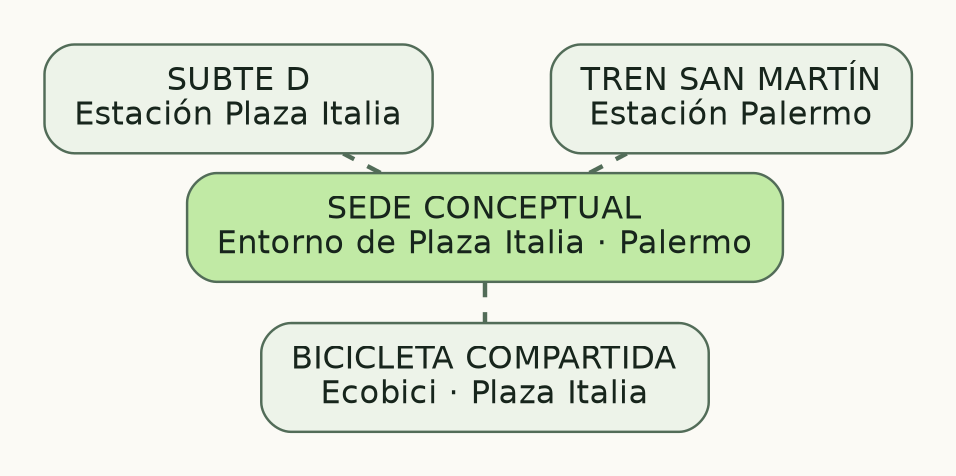 SUBTE D
Estación Plaza Italia
TREN SAN MARTÍN
Estación Palermo
SEDE CONCEPTUAL
Entorno de Plaza Italia · Palermo
BICICLETA COMPARTIDA
Ecobici · Plaza Italia